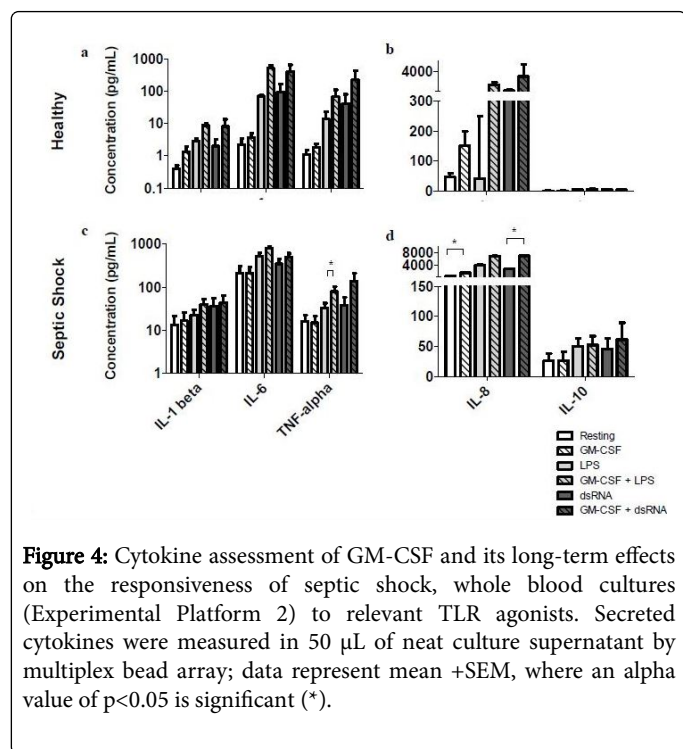 a
b
Healthy
Concentration (pg/mL)
1000
100
10
1
0.1
4000
300
200
100
0
c
d
Septic Shock
Concentration (pg/mL)
1000
100
10
1
8000
4000
150
100
50
0
*
*
*
IL-1 beta
IL-6
TNF-alpha
IL-8
IL-10
Resting
GM-CSF
LPS
GM-CSF + LPS
dsRNA
GM-CSF + dsRNA
Figure 4: Cytokine assessment of GM-CSF and its long-term effects
on the responsiveness of septic shock, whole blood cultures
(Experimental Platform 2) to relevant TLR agonists. Secreted
cytokines were measured in 50 μL of neat culture supernatant by
multiplex bead array; data represent mean +SEM, where an alpha
value of p<0.05 is significant (*).